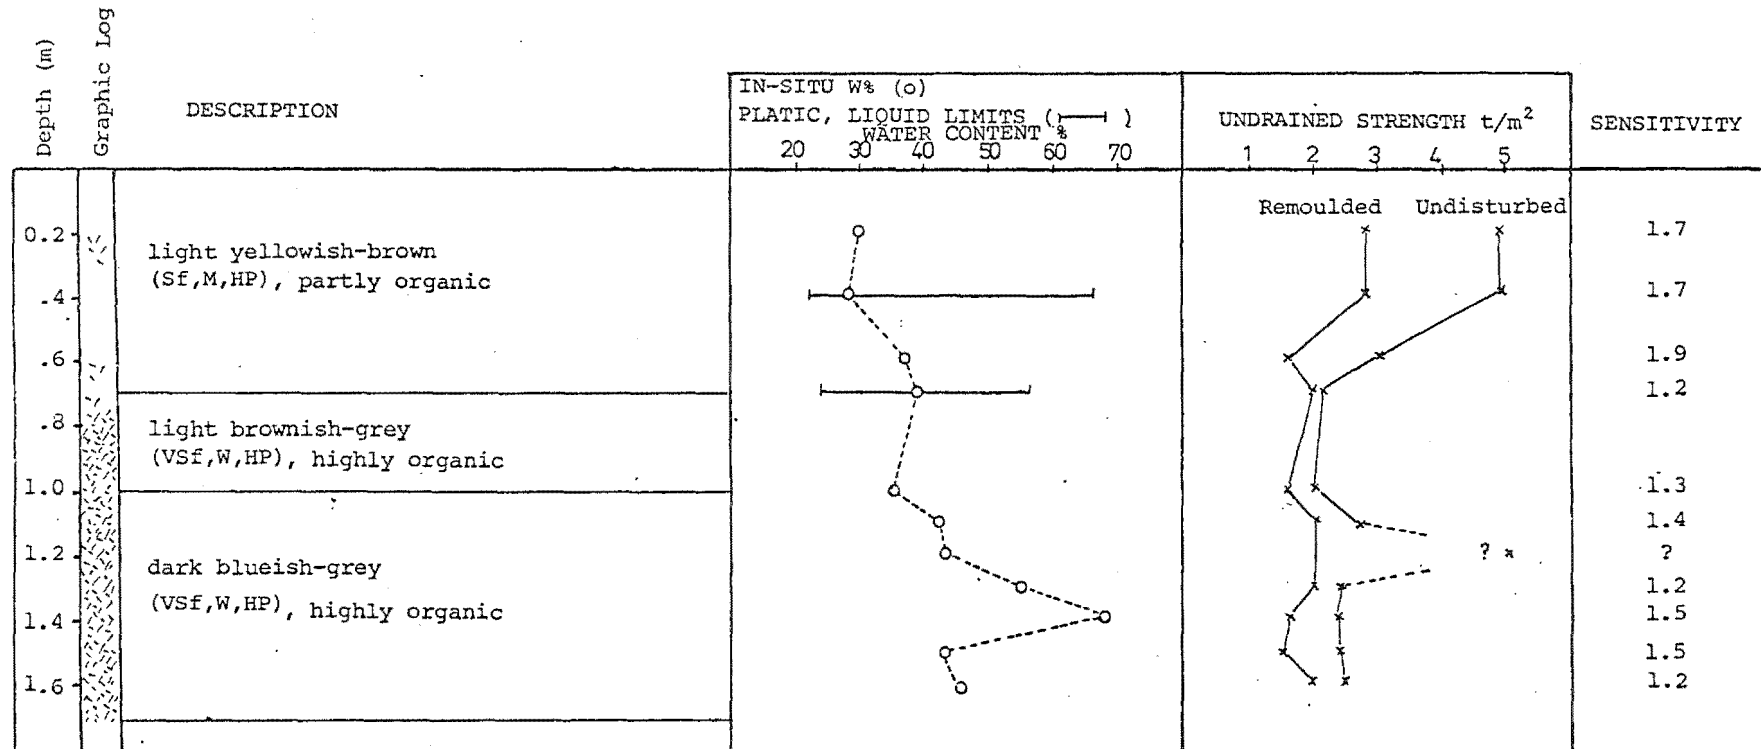 Depth (m)
Graphic Log
DESCRIPTION
IN-SITU W% (o)
PLATIC, LIQUID LIMITS ( )
WATER CONTENT %
20 30 40 50 60 70
UNDRAINED STRENGTH t/m²
1 2 3 4 5
SENSITIVITY
Remoulded Undisturbed
0.2 1.7
light yellowish-brown
(Sf,M,HP), partly organic
.4 1.7
.6 1.9
1.2
.8
light brownish-grey
(VSf,W,HP), highly organic
1.0 1.3
1.4
1.2 ? ?
dark blueish-grey
1.2
(VSf,W,HP), highly organic
1.4 1.5
1.5
1.6 1.2